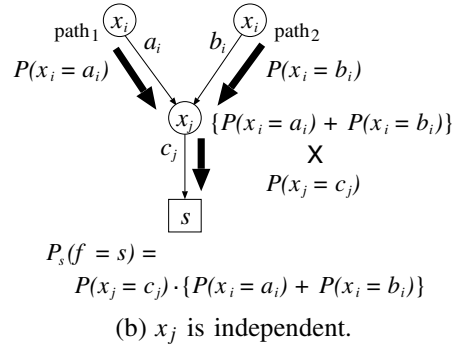 x_i x_i
path_1 a_i b_i path_2
P(x_i = a_i) P(x_i = b_i)
x_j {P(x_i = a_i) + P(x_i = b_i)}
c_j X
P(x_j = c_j)
s
P_s(f = s) =
P(x_j = c_j)·{P(x_i = a_i) + P(x_i = b_i)}
(b) x_j is independent.